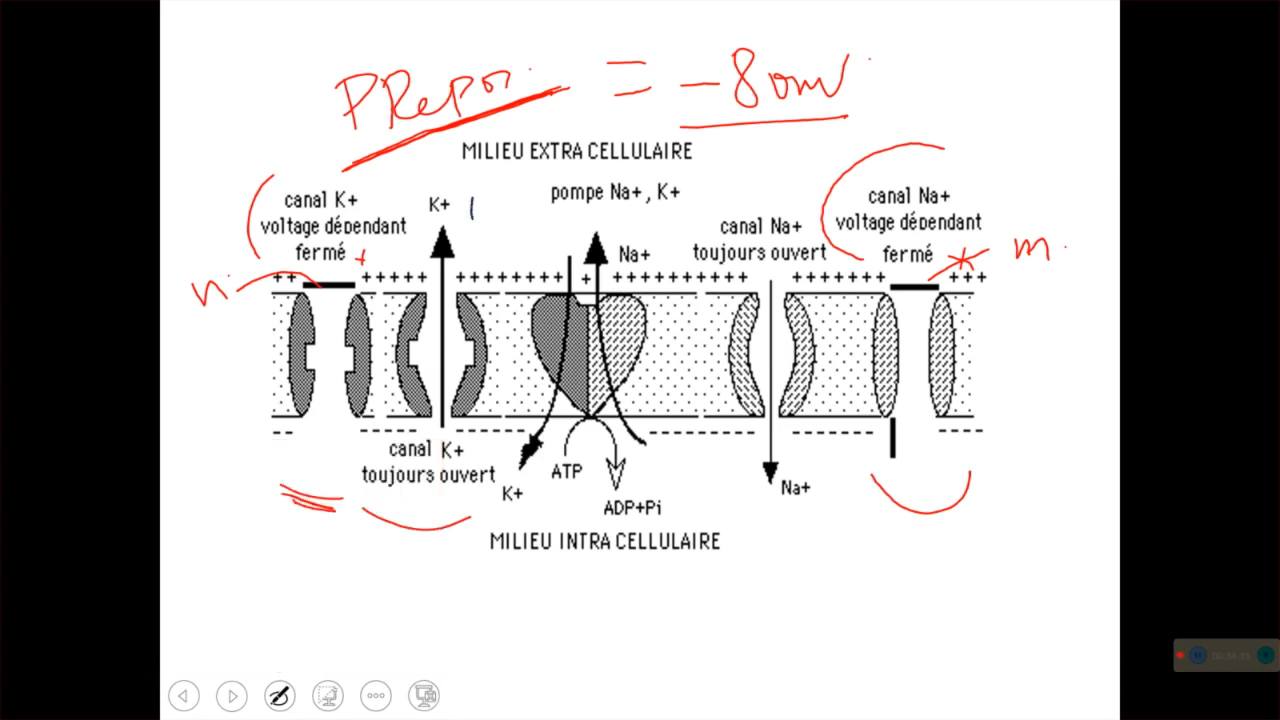 PRepos = -80mV
MILIEU EXTRA CELLULAIRE
canal K+
voltage dépendant
fermé
K+
pompe Na+, K+
Na+
canal Na+
toujours ouvert
canal Na+
voltage dépendant
fermé
n
m
+ + + + + + + + + + + + + + + + + + + + + + + + + + + + + + + +
canal K+
toujours ouvert
K+
ATP
ADP+Pi
Na+
MILIEU INTRA CELLULAIRE